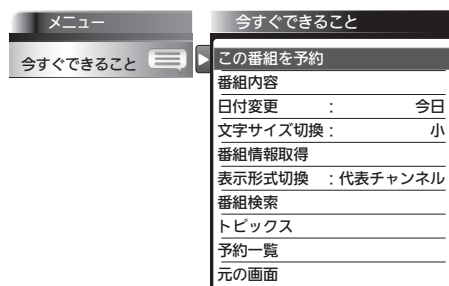 メニュー
今すぐできること
今すぐできること
この番組を予約
番組内容
日付変更 : 今日
文字サイズ切換 : 小
番組情報取得
表示形式切換 : 代表チャンネル
番組検索
トピックス
予約一覧
元の画面